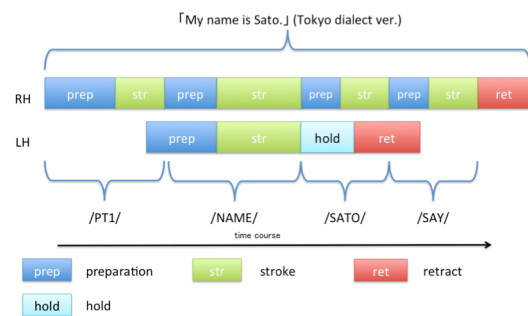 「My name is Sato.」 (Tokyo dialect ver.)
RH prep str prep str prep str prep str ret
LH prep str hold ret
/PT1/ /NAME/ /SATO/ /SAY/
time course
prep preparation str stroke ret retract
hold hold